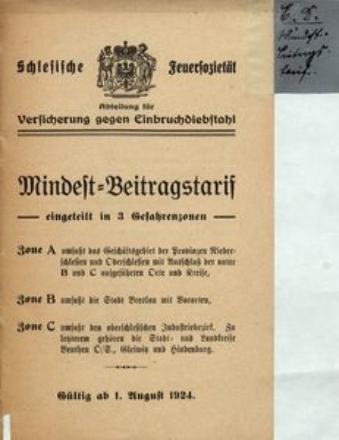 Schlesische Feuersozietät
Abteilung für
Versicherung gegen Einbruchdiebstahl
Mindest-Beitragstarif
eingeteilt in 3 Gefahrenzonen
Zone A umfaßt das Geschäftsgebiet der Provinzen Nieder-
schlesien und Oberschlesien mit Ausschluß der unter
B und C aufgeführten Orte und Kreise,
Zone B umfaßt die Stadt Breslau mit Vororten,
Zone C umfaßt den oberschlesischen Industriebezirk. Zu
letzterem gehören die Stadt- und Landkreise
Beuthen O/S., Gleiwitz und Hindenburg.
Gültig ab 1. August 1924.
E. D.
Mindest-
Beitrags-
tarif.